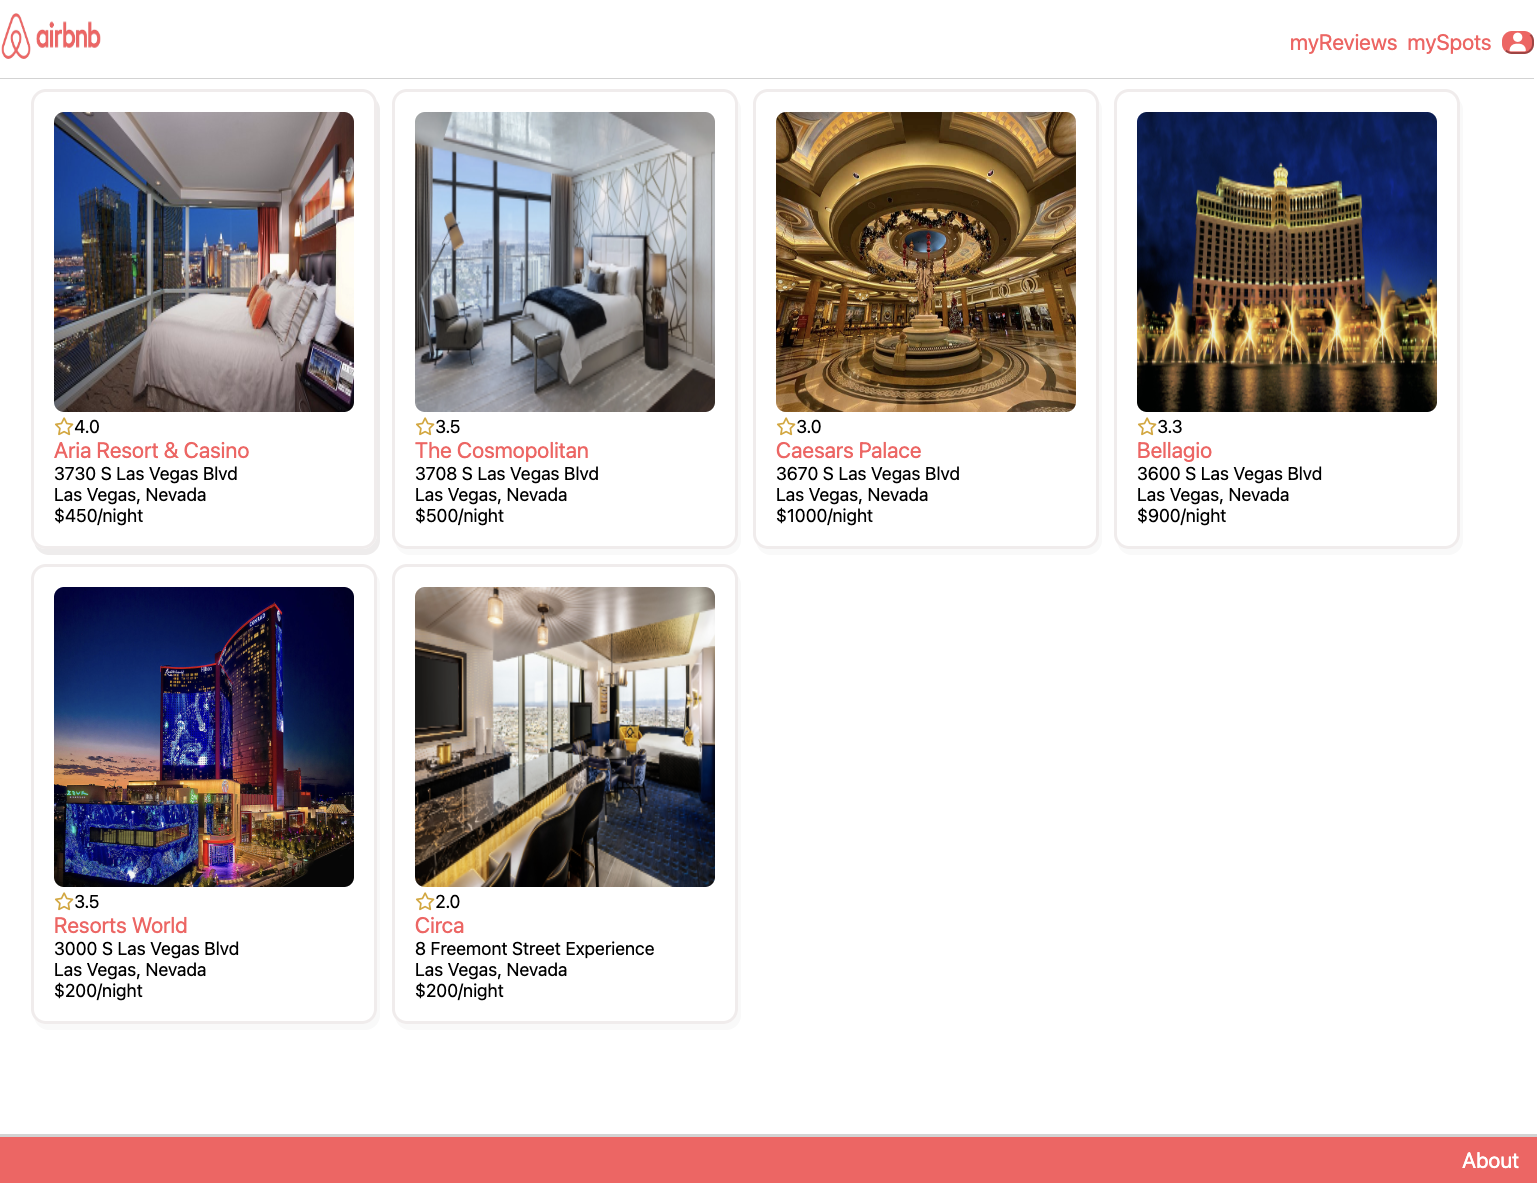 airbnb
myReviews mySpots
4.0
Aria Resort & Casino
3730 S Las Vegas Blvd
Las Vegas, Nevada
$450/night
3.5
The Cosmopolitan
3708 S Las Vegas Blvd
Las Vegas, Nevada
$500/night
3.0
Caesars Palace
3670 S Las Vegas Blvd
Las Vegas, Nevada
$1000/night
3.3
Bellagio
3600 S Las Vegas Blvd
Las Vegas, Nevada
$900/night
3.5
Resorts World
3000 S Las Vegas Blvd
Las Vegas, Nevada
$200/night
2.0
Circa
8 Freemont Street Experience
Las Vegas, Nevada
$200/night
About